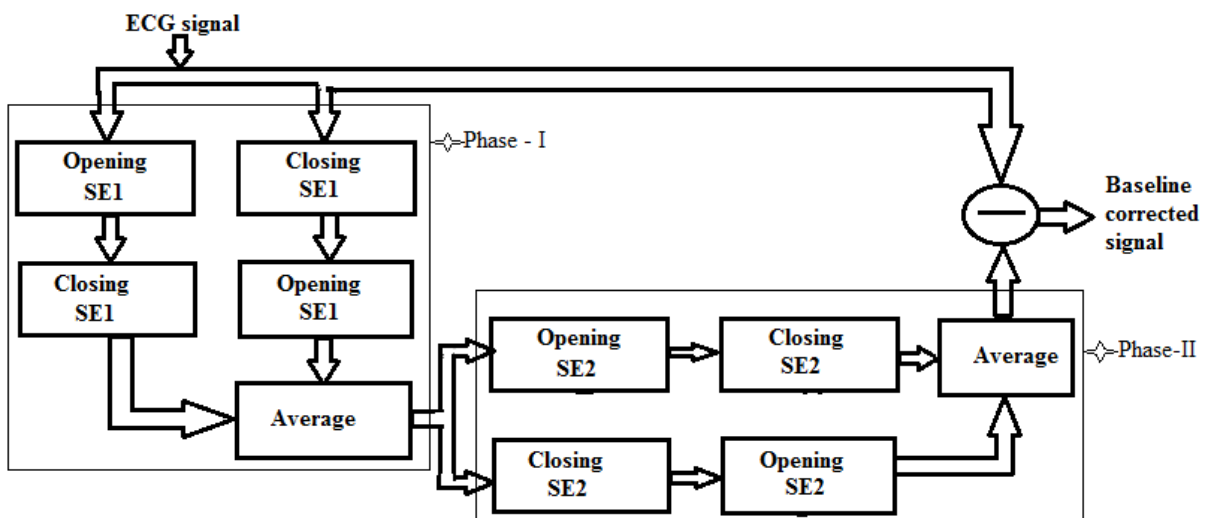 ECG signal
Opening
SE1
Closing
SE1
Phase - I
Closing
SE1
Opening
SE1
Average
Opening
SE2
Closing
SE2
Average
Phase-II
Closing
SE2
Opening
SE2
Baseline
corrected
signal